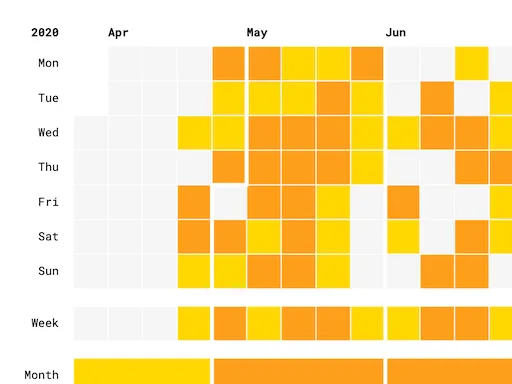 2020 Apr May Jun
Mon
Tue
Wed
Thu
Fri
Sat
Sun
Week
Month